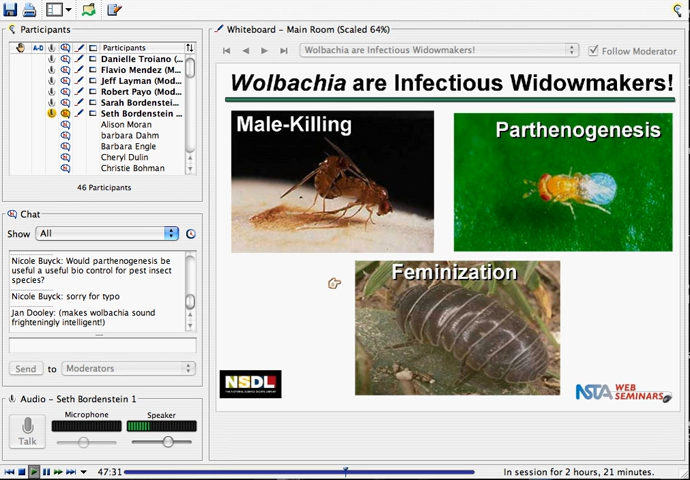 Participants
A-Ω
Participants
Danielle Troiano (...
Flavio Mendez (M...
Jeff Layman (Mod...
Robert Payo (Mod...
Sarah Bordenstein...
Seth Bordenstein ...
Alison Moran
barbara Dahm
Barbara Engle
Cheryl Dulin
Christie Bohman
46 Participants
Chat
Show All
Nicole Buyck: Would parthenogenesis be
useful a useful bio control for pest insect
species?
Nicole Buyck: sorry for typo
Jan Dooley: (makes wolbachia sound
frighteningly intelligent!)
Send to Moderators
Audio - Seth Bordenstein 1
Microphone Speaker
Talk
47:31
In session for 2 hours, 21 minutes.
Whiteboard - Main Room (Scaled 64%)
Wolbachia are Infectious Widowmakers!
Follow Moderator
Wolbachia are Infectious Widowmakers!
Male-Killing
Parthenogenesis
Feminization
NSDL
NSTA WEB
SEMINARS